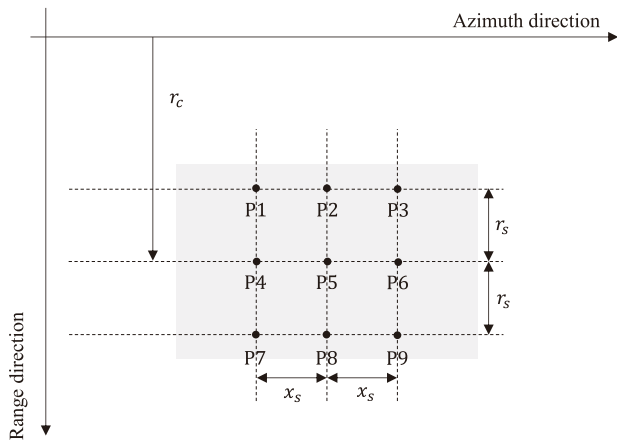 Azimuth direction
r_c
P1 P2 P3
r_s
P4 P5 P6
r_s
P7 P8 P9
x_s x_s
Range direction